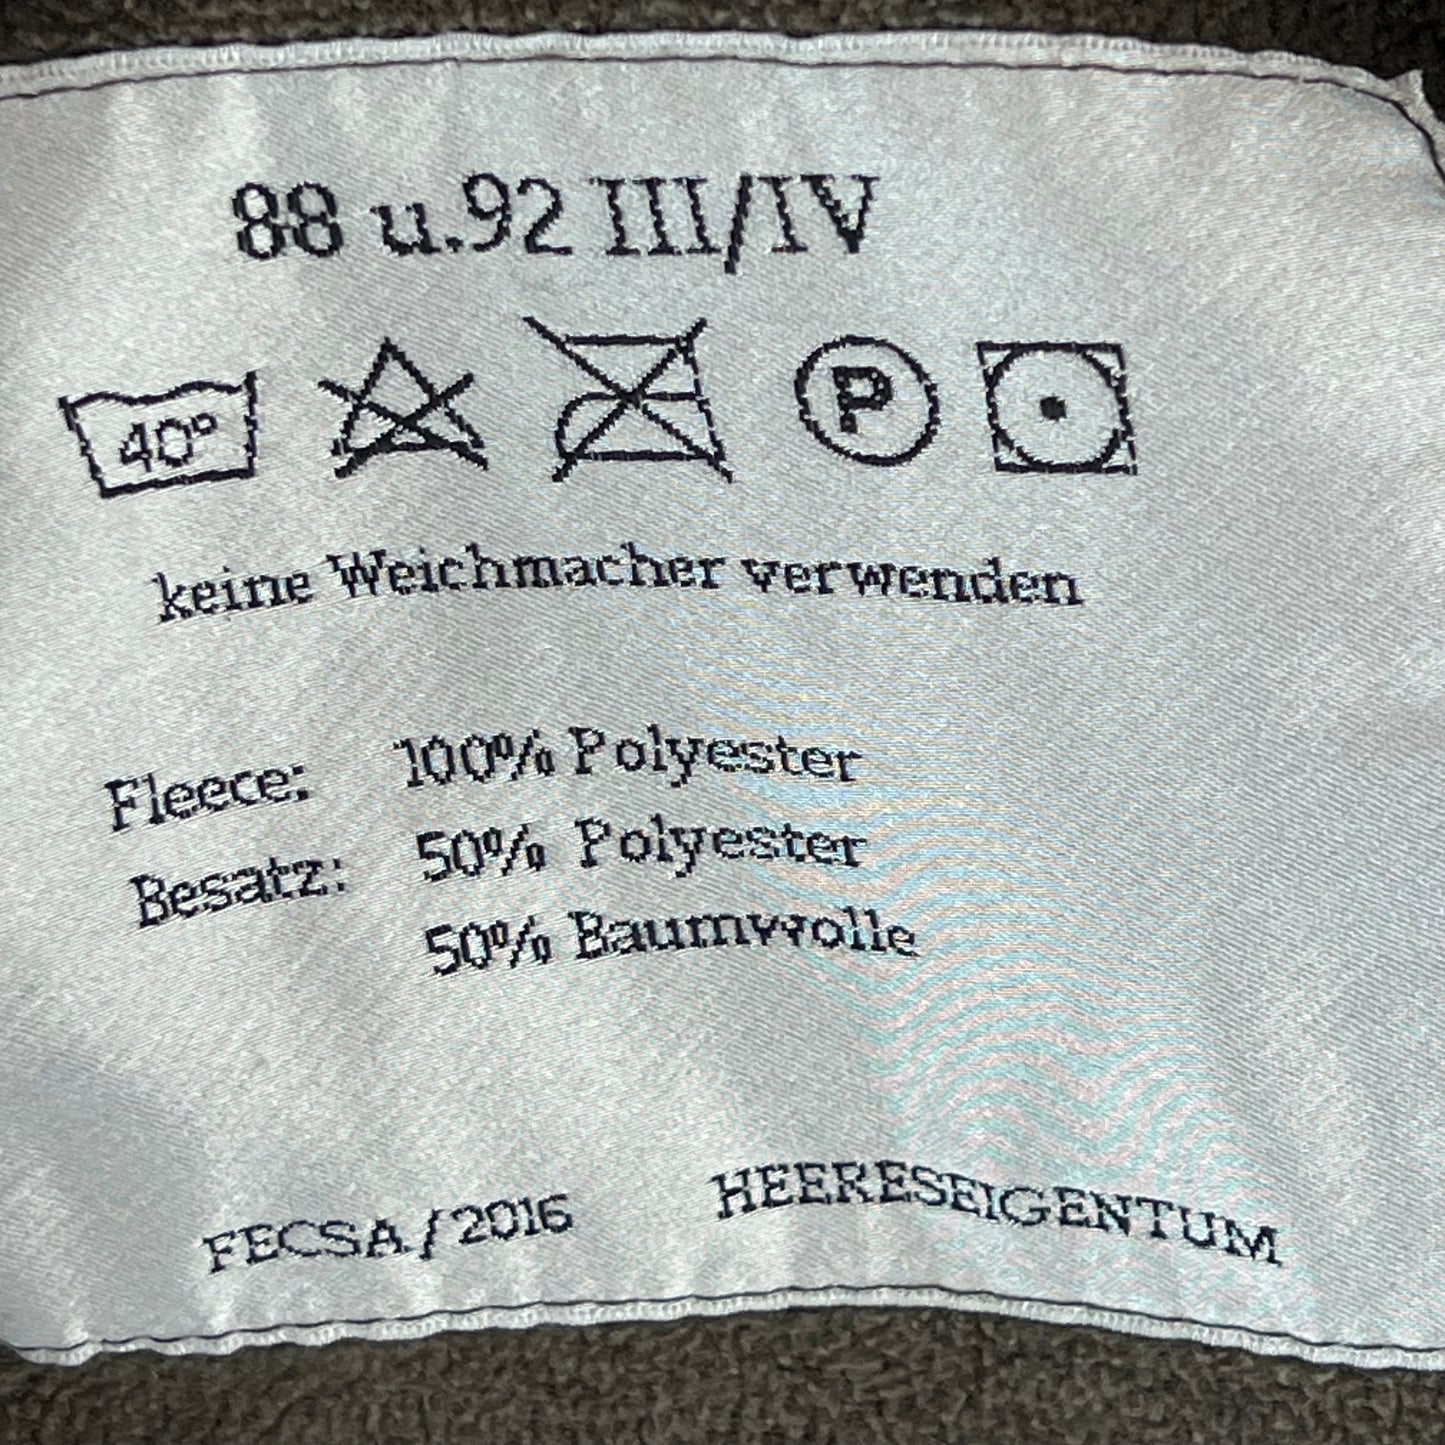 88 u.92 III/IV
40°
P
keine Weichmacher verwenden
Fleece: 100% Polyester
Besatz: 50% Polyester
50% Baumwolle
FECSA/2016 HEERESEIGENTUM